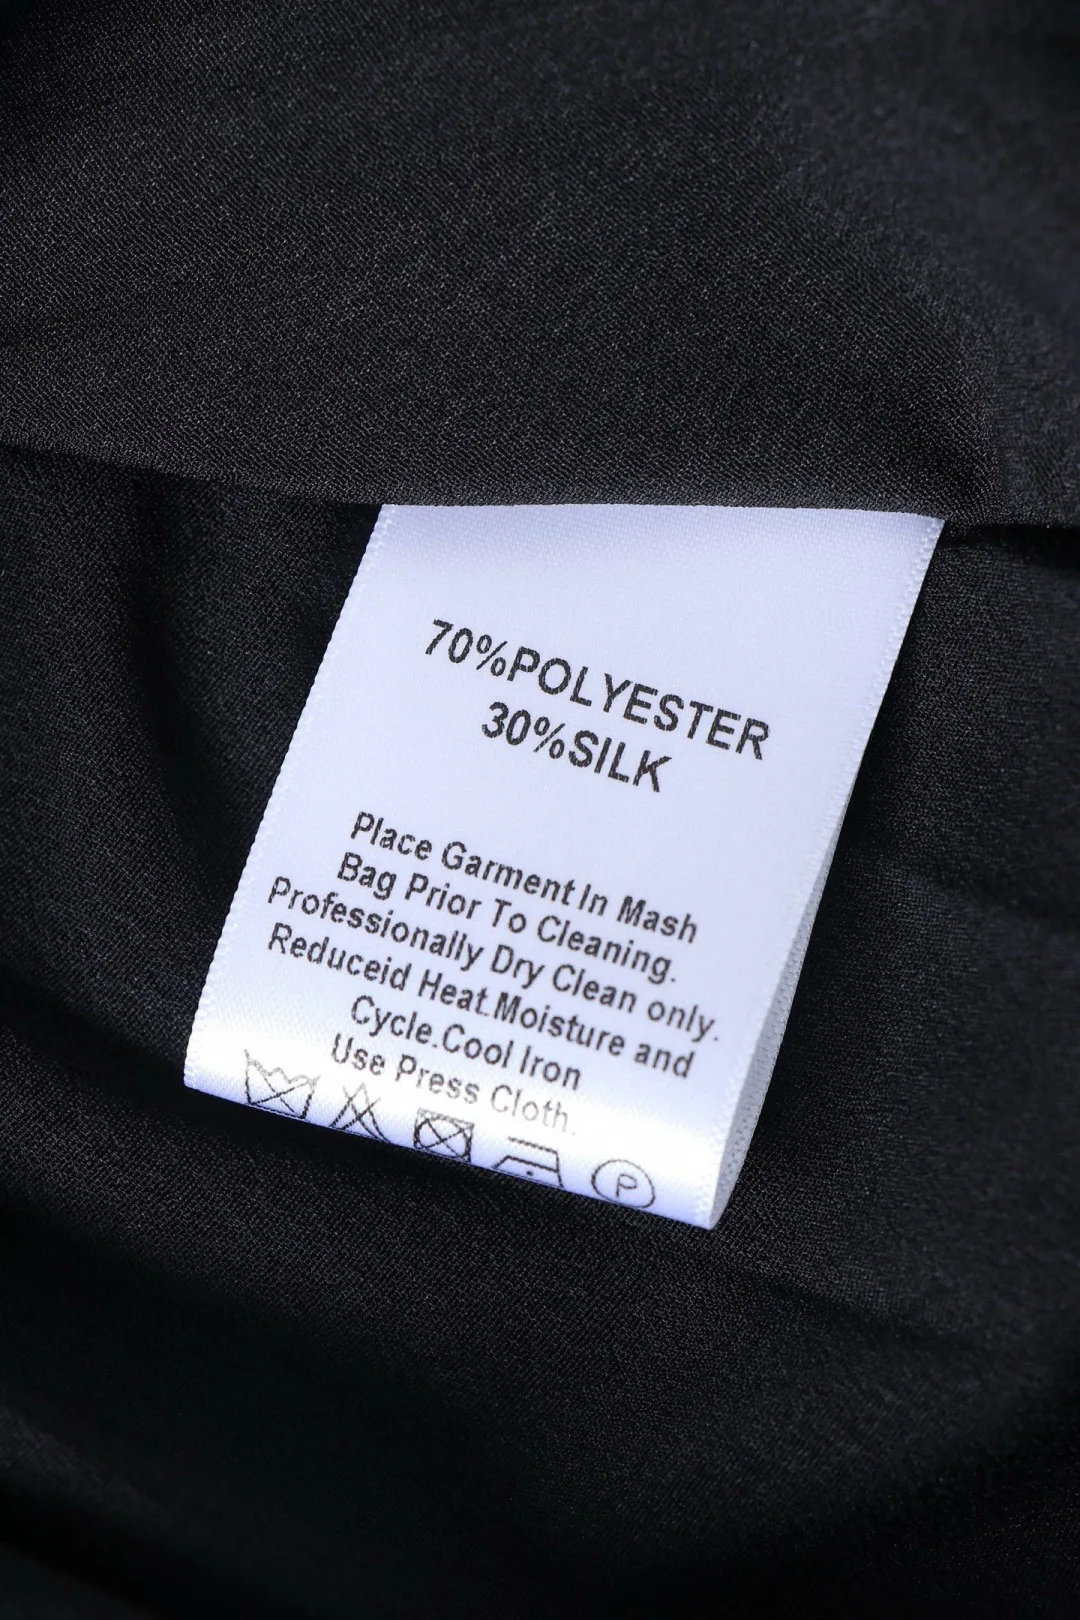 70%POLYESTER
30%SILK
Place Garment In Mash
Bag Prior To Cleaning.
Professionally Dry Clean only.
Reduceid Heat.Moisture and
Cycle.Cool Iron
Use Press Cloth.
P